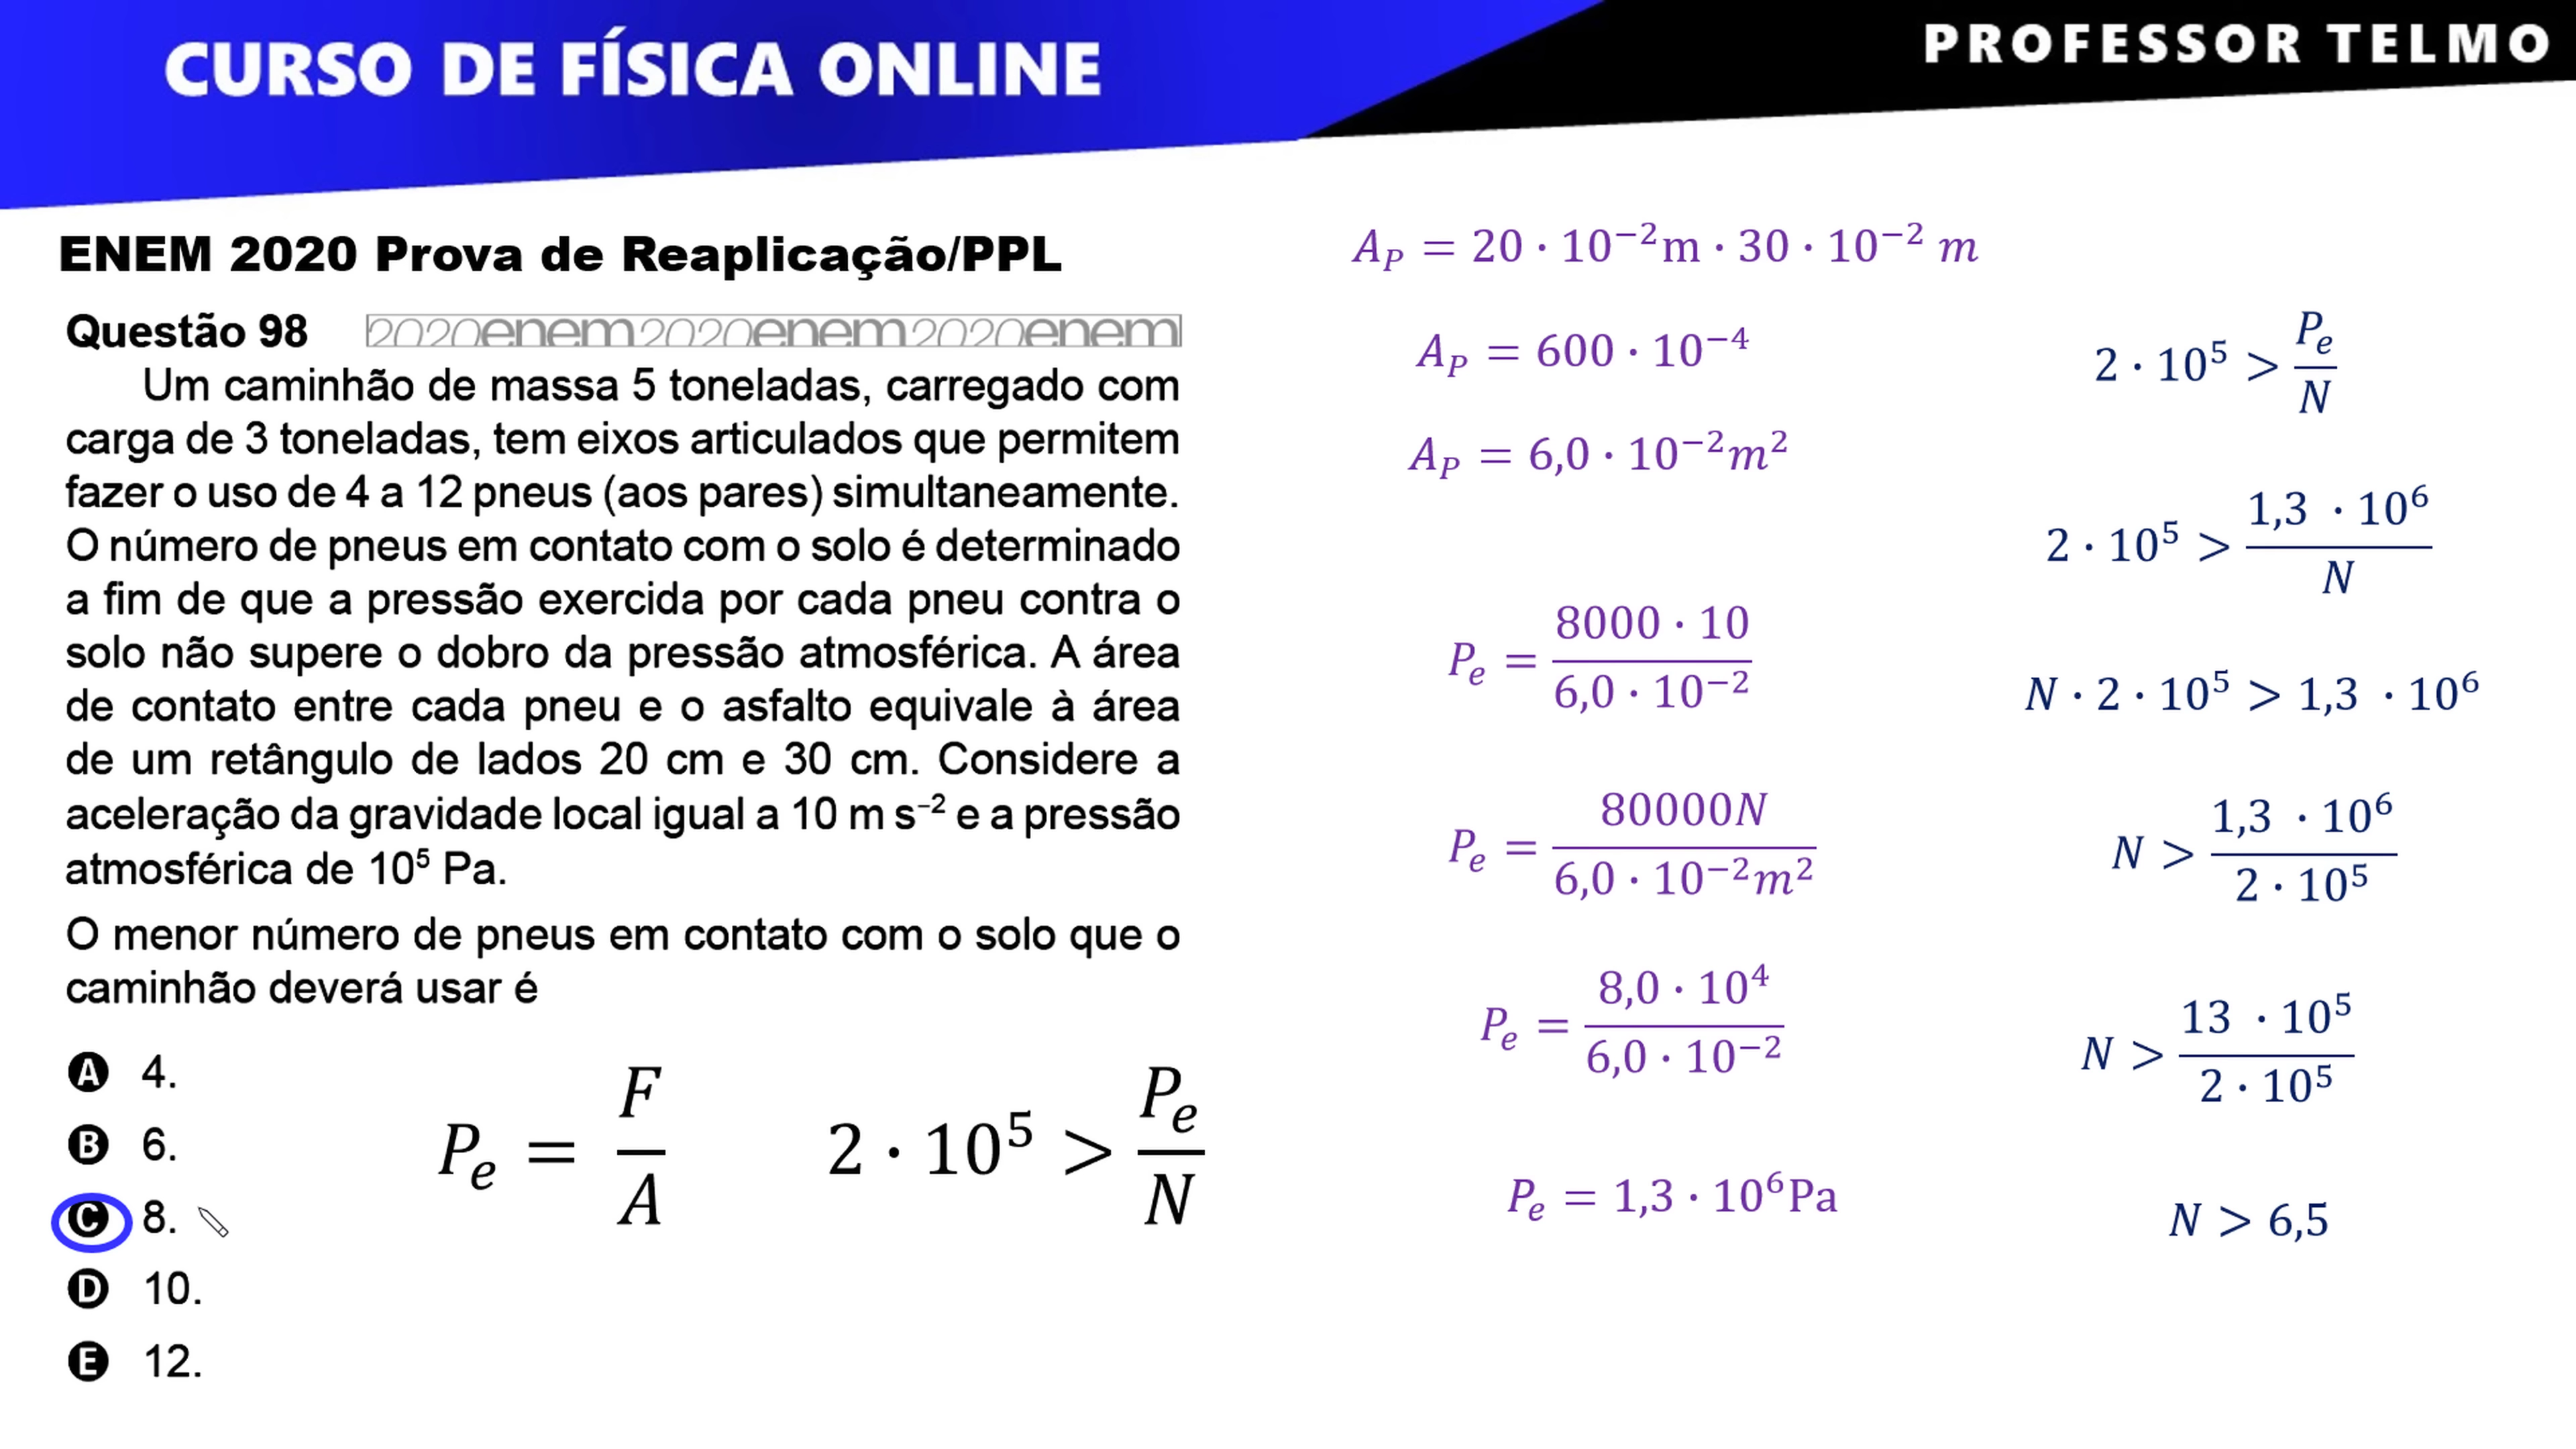 CURSO DE FÍSICA ONLINE
PROFESSOR TELMO
ENEM 2020 Prova de Reaplicação/PPL
Questão 98 2020enem2020enem2020enem
Um caminhão de massa 5 toneladas, carregado com
carga de 3 toneladas, tem eixos articulados que permitem
fazer o uso de 4 a 12 pneus (aos pares) simultaneamente.
O número de pneus em contato com o solo é determinado
a fim de que a pressão exercida por cada pneu contra o
solo não supere o dobro da pressão atmosférica. A área
de contato entre cada pneu e o asfalto equivale à área
de um retângulo de lados 20 cm e 30 cm. Considere a
aceleração da gravidade local igual a 10 m s⁻² e a pressão
atmosférica de 10⁵ Pa.
O menor número de pneus em contato com o solo que o
caminhão deverá usar é
A 4.
B 6.
C 8.
D 10.
E 12.
Pₑ = F/A
2 · 10⁵ > Pₑ/N
A_P = 20 · 10⁻²m · 30 · 10⁻² m
A_P = 600 · 10⁻⁴
A_P = 6,0 · 10⁻²m²
Pₑ = 8000 · 10 / 6,0 · 10⁻²
Pₑ = 80000N / 6,0 · 10⁻²m²
Pₑ = 8,0 · 10⁴ / 6,0 · 10⁻²
Pₑ = 1,3 · 10⁶Pa
2 · 10⁵ > Pₑ/N
2 · 10⁵ > 1,3 · 10⁶ / N
N · 2 · 10⁵ > 1,3 · 10⁶
N > 1,3 · 10⁶ / 2 · 10⁵
N > 13 · 10⁵ / 2 · 10⁵
N > 6,5